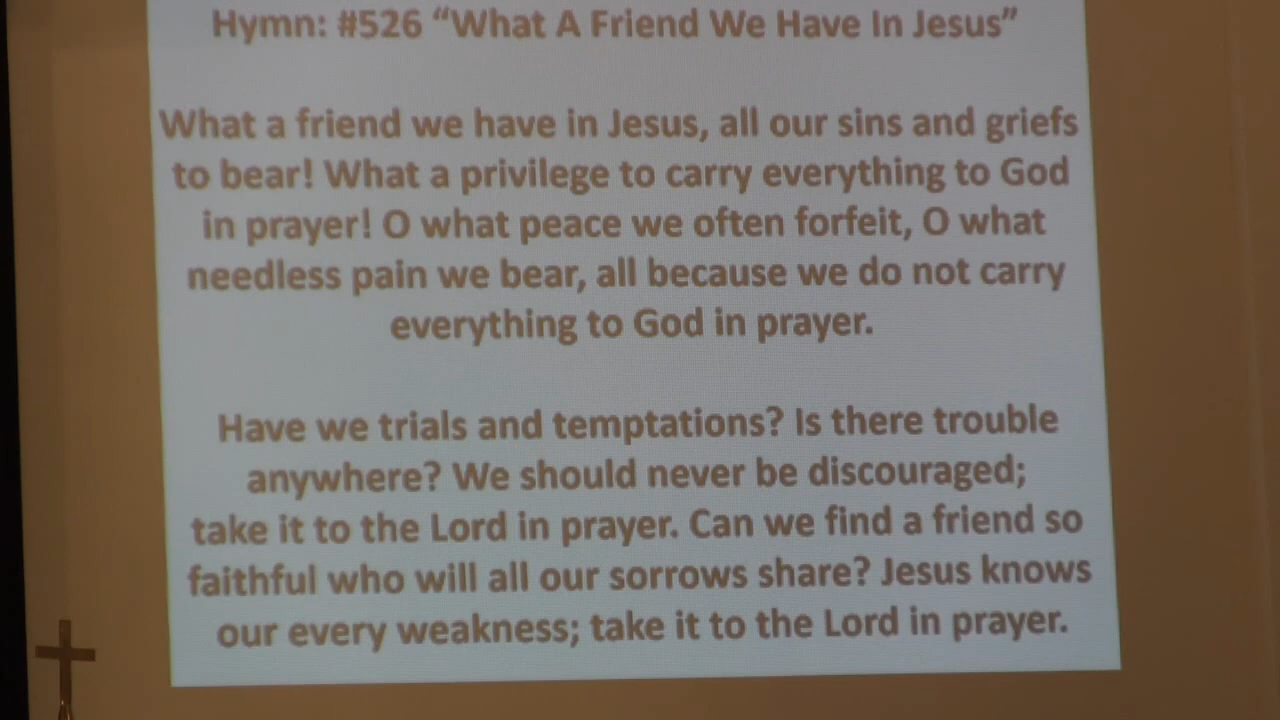 Hymn: #526 “What A Friend We Have In Jesus”
What a friend we have in Jesus, all our sins and griefs
to bear! What a privilege to carry everything to God
in prayer! O what peace we often forfeit, O what
needless pain we bear, all because we do not carry
everything to God in prayer.
Have we trials and temptations? Is there trouble
anywhere? We should never be discouraged;
take it to the Lord in prayer. Can we find a friend so
faithful who will all our sorrows share? Jesus knows
our every weakness; take it to the Lord in prayer.